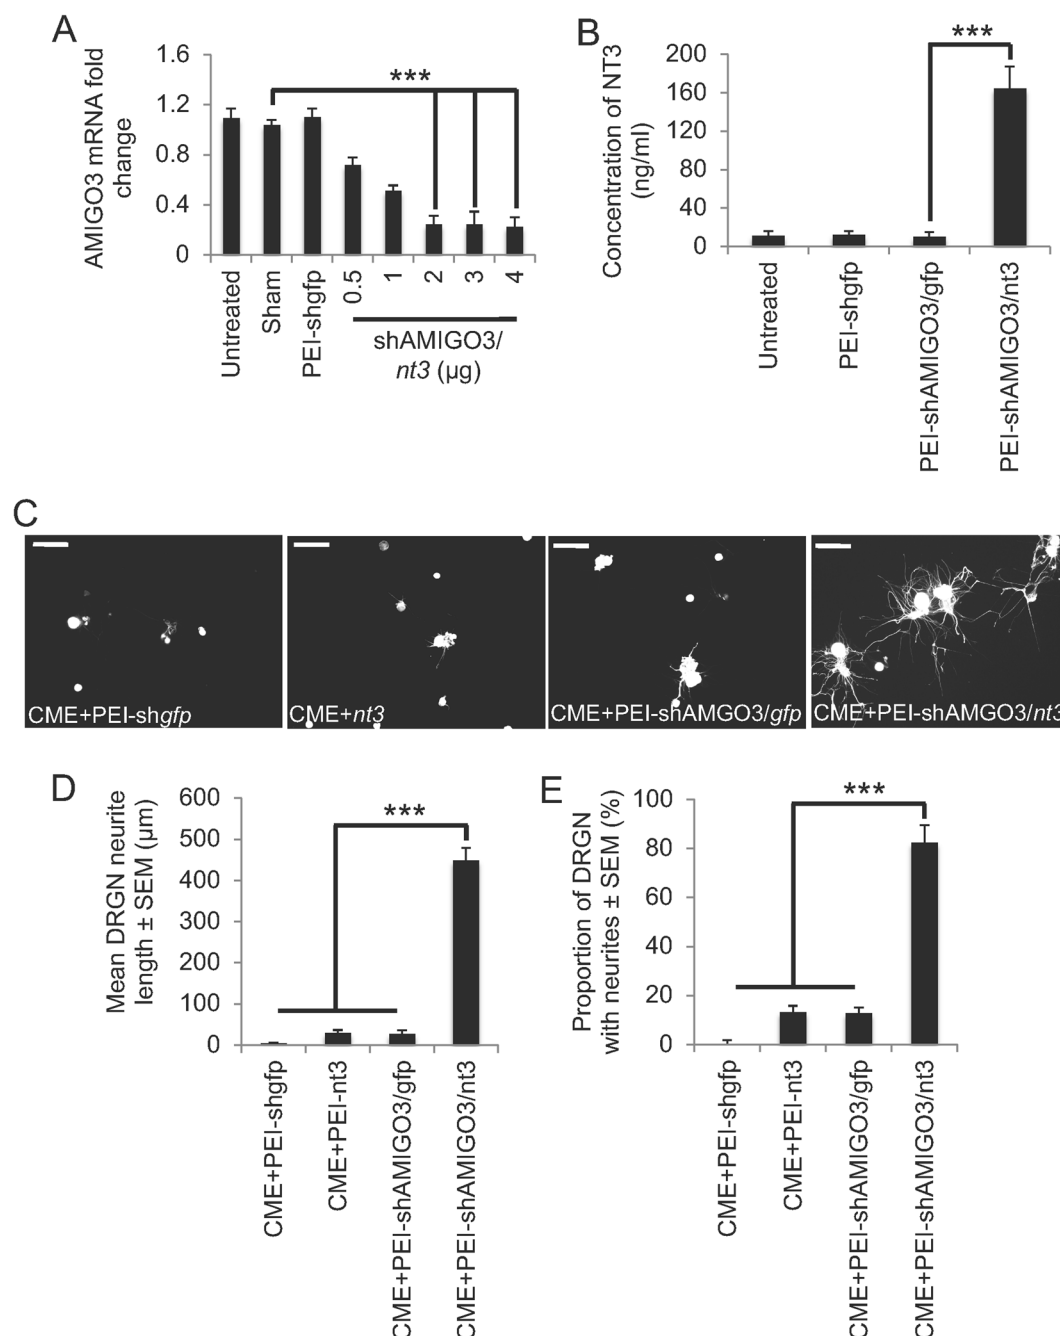 A
AMIGO3 mRNA fold
change
1.6
1.2
0.8
0.4
0
***
Untreated
Sham
PEI-shgfp
0.5
1
2
3
4
shAMIGO3/
nt3 (µg)
B
Concentration of NT3
(ng/ml)
200
160
120
80
40
0
***
Untreated
PEI-shgfp
PEI-shAMIGO3/gfp
PEI-shAMIGO3/nt3
C
CME+PEI-shgfp
CME+nt3
CME+PEI-shAMGO3/gfp
CME+PEI-shAMGO3/nt3
D
Mean DRGN neurite
length ± SEM (µm)
600
500
400
300
200
100
0
***
CME+PEI-shgfp
CME+PEI-nt3
CME+PEI-shAMIGO3/gfp
CME+PEI-shAMIGO3/nt3
E
Proportion of DRGN
with neurites ± SEM (%)
100
80
60
40
20
0
***
CME+PEI-shgfp
CME+PEI-nt3
CME+PEI-shAMIGO3/gfp
CME+PEI-shAMIGO3/nt3